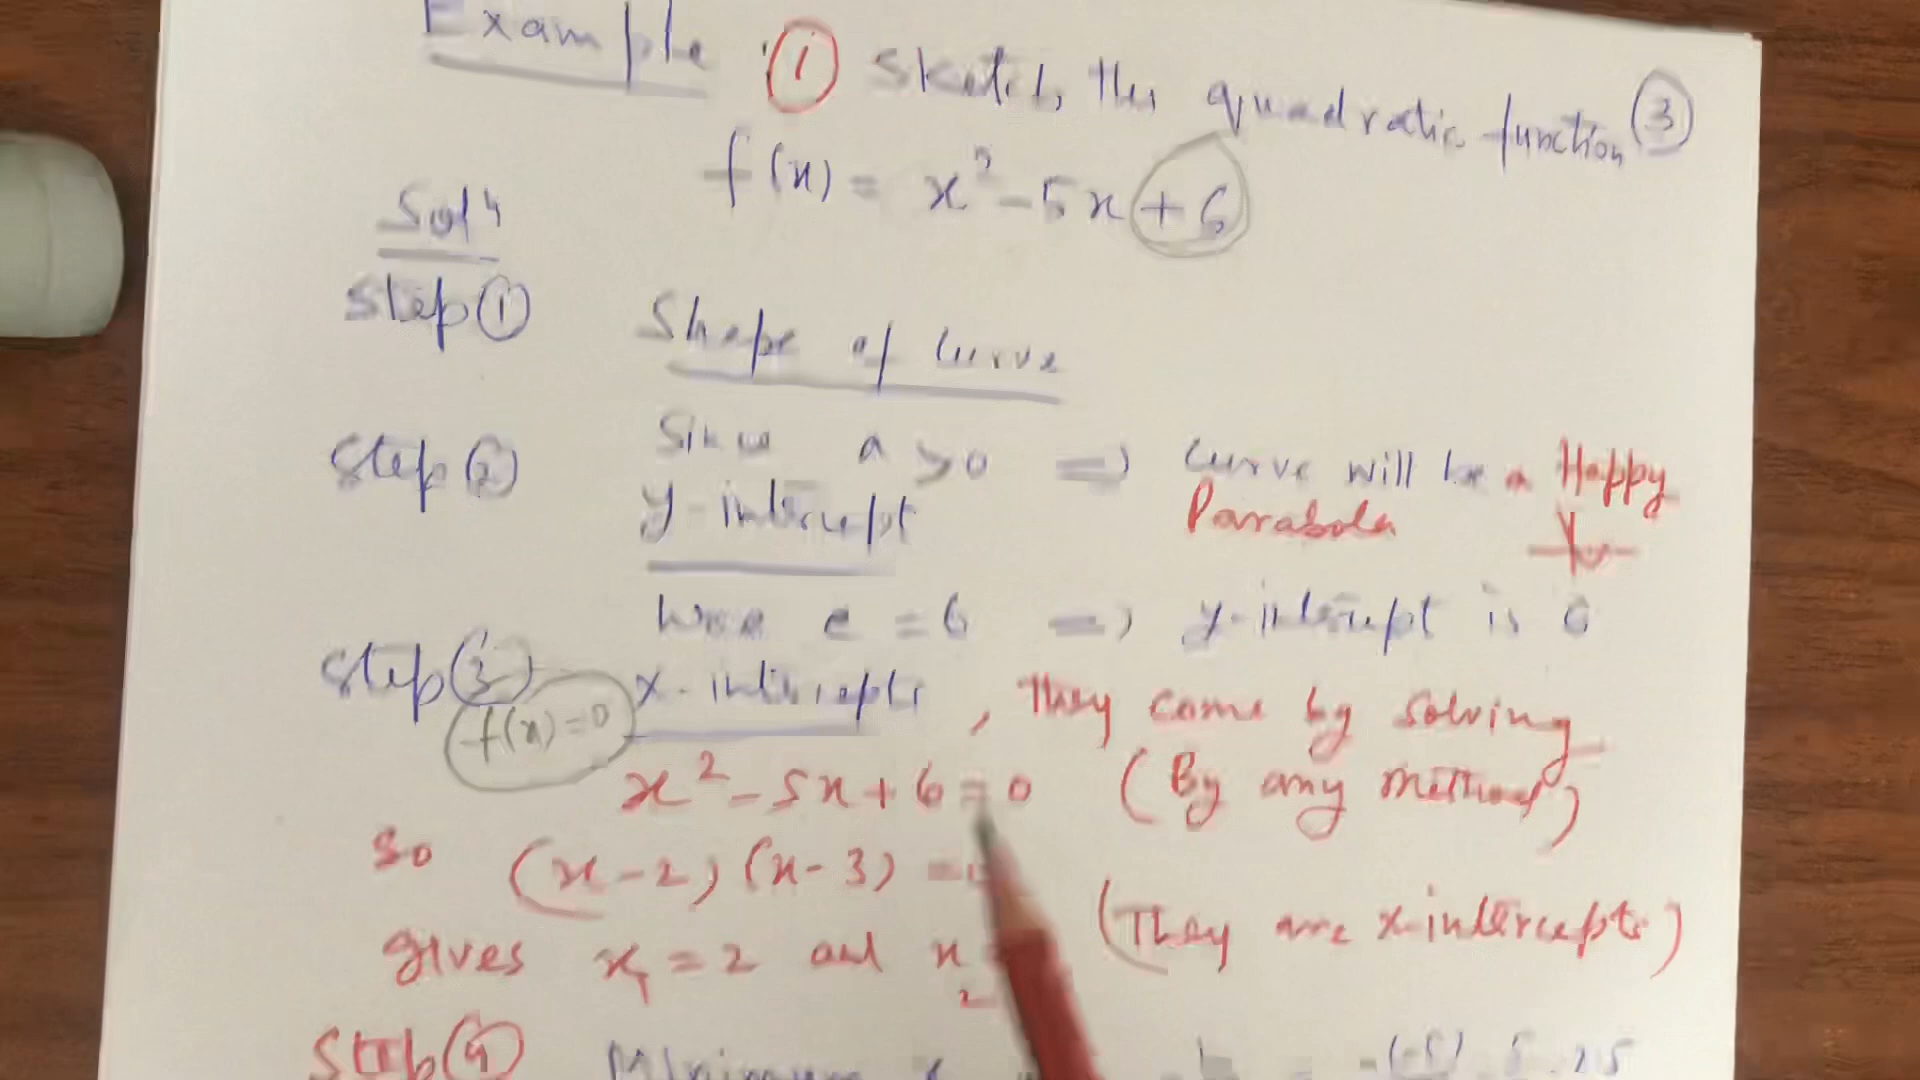 Example : ① Sketch the quadratic function ③
f(x) = x² - 5x + 6
Soln
Step ① Shape of Curve
Step ② Since a > 0 => Curve will be a Happy Parabola
y-intercept
c = 6 => y-intercept is 6
Step ③ x-intercepts, They come by solving
f(x) = 0
x² - 5x + 6 = 0 (By any method)
So (x - 2) (x - 3) =
gives x₁ = 2 and x₂ (They are x-intercepts)
Step ④ Minimum